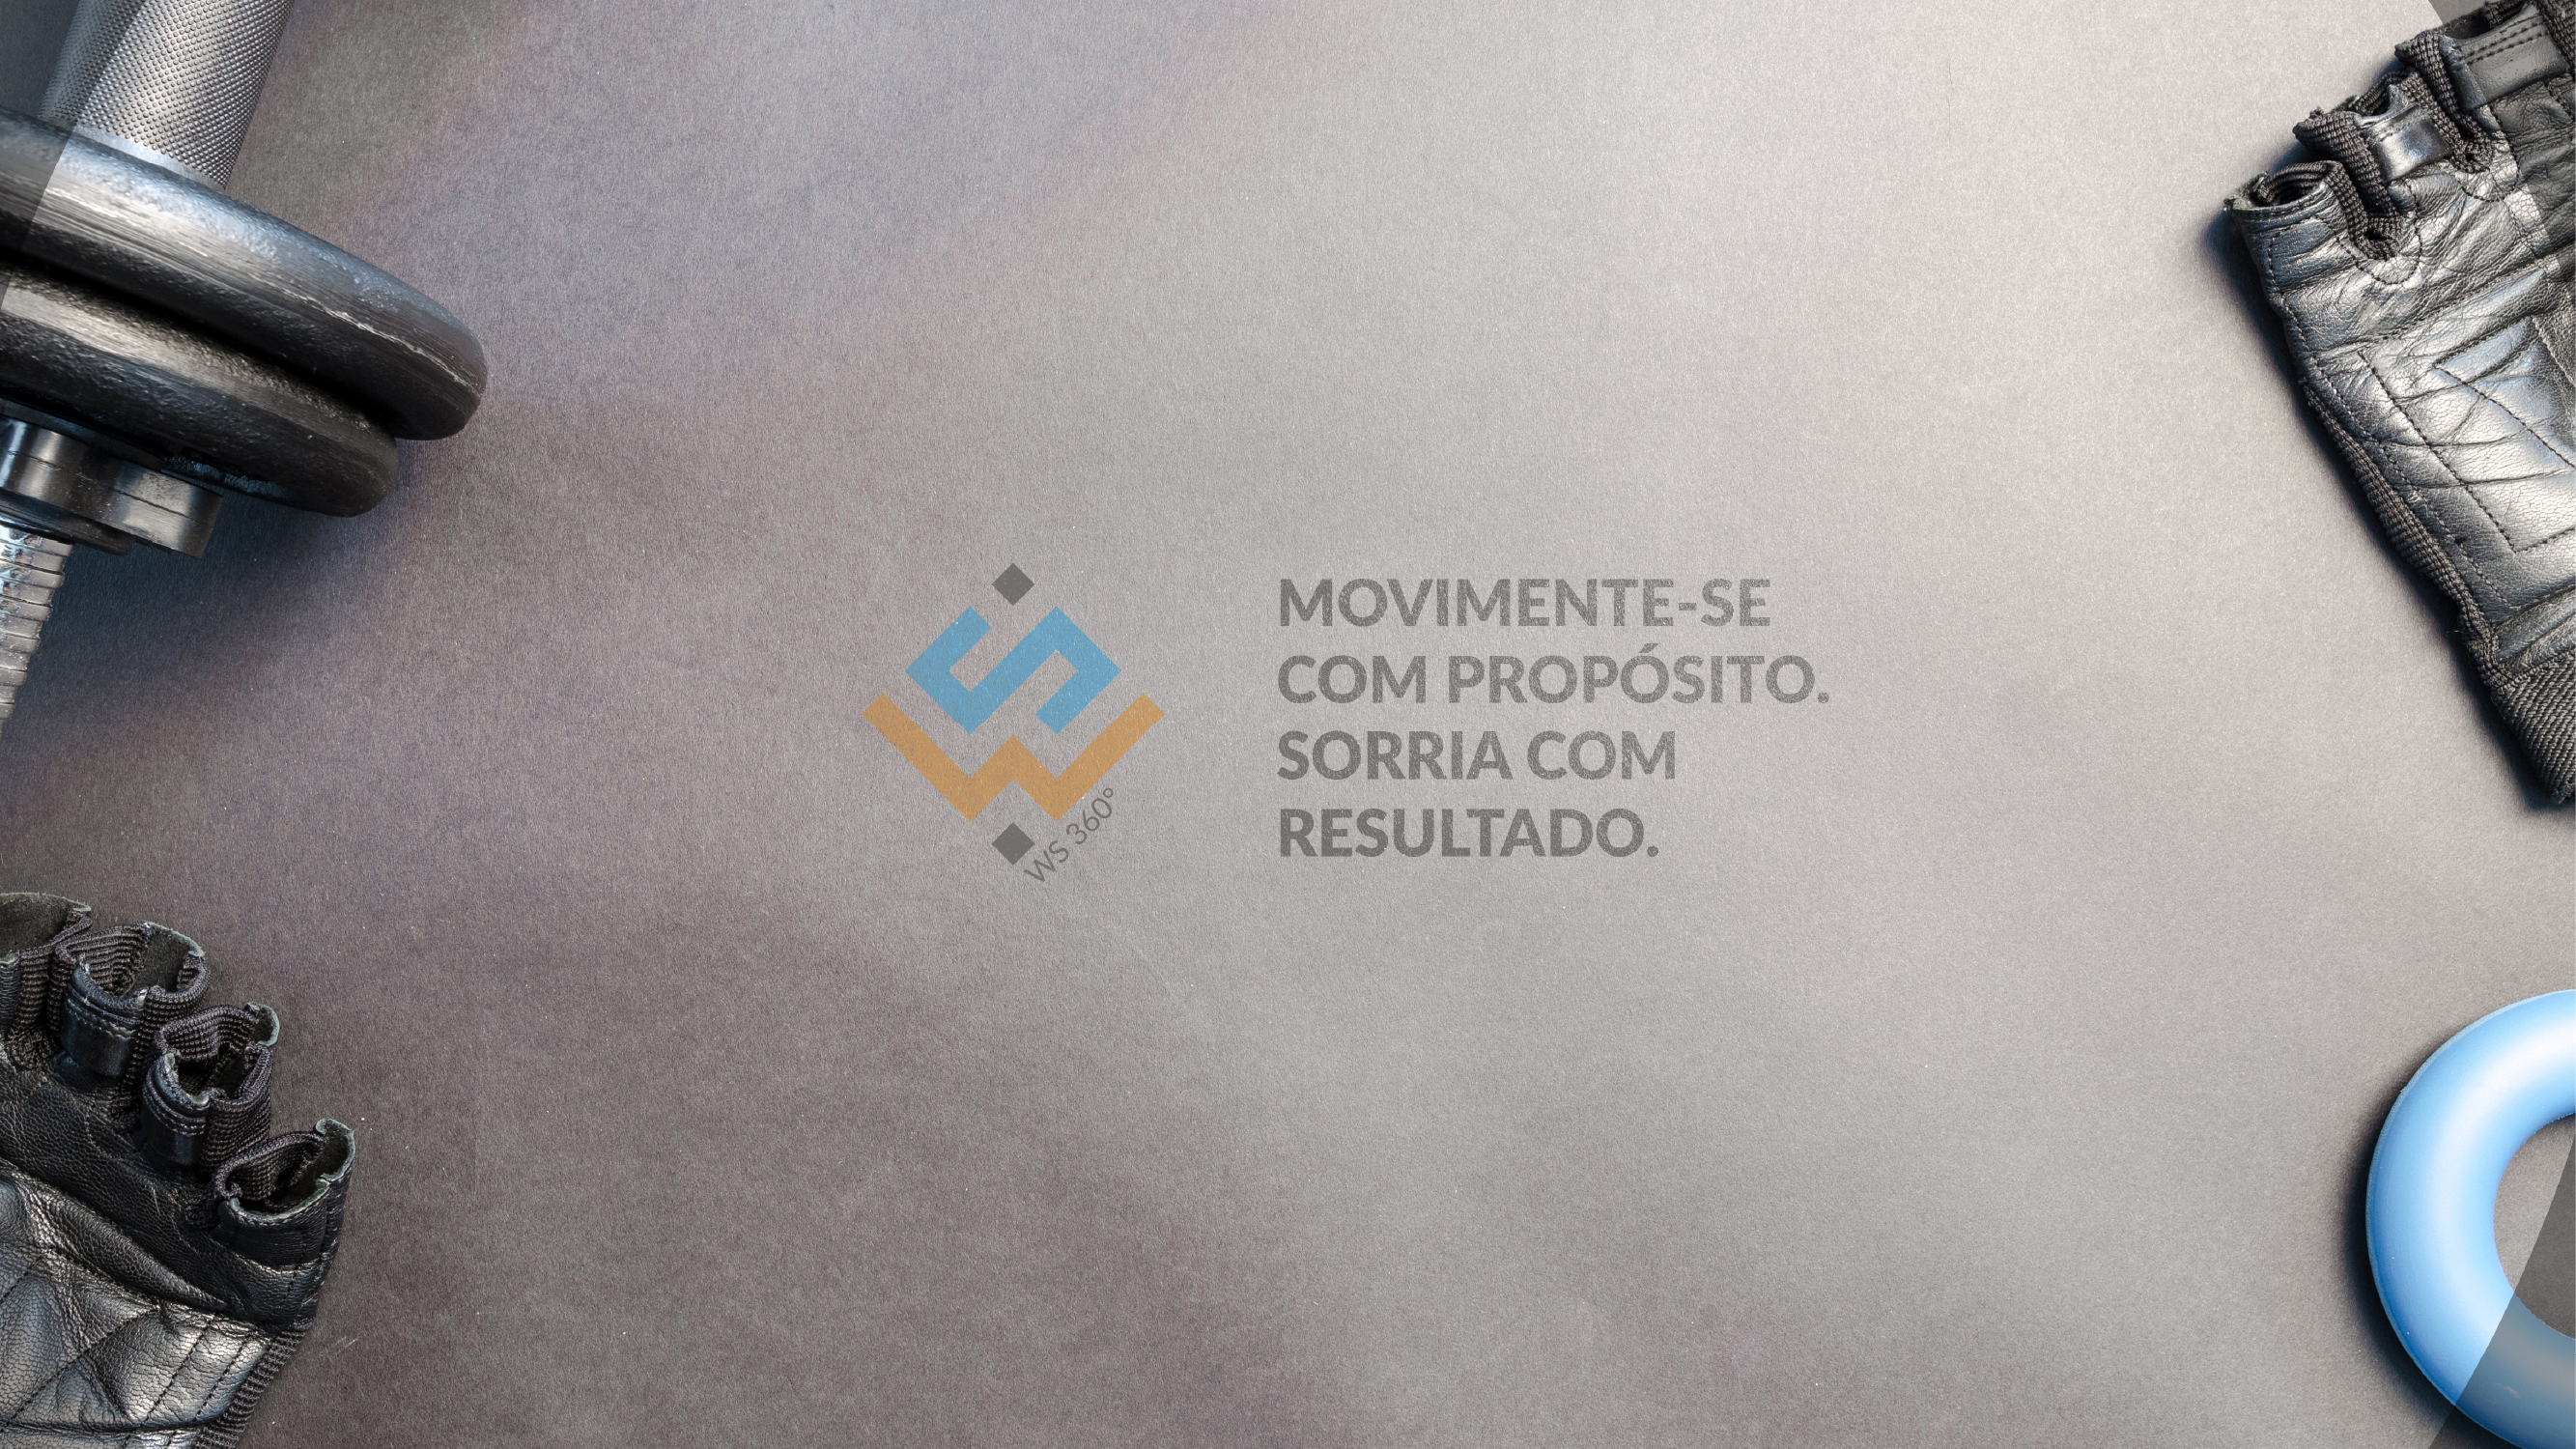 MOVIMENTE-SE
COM PROPÓSITO.
SORRIA COM
RESULTADO.
WS 360°